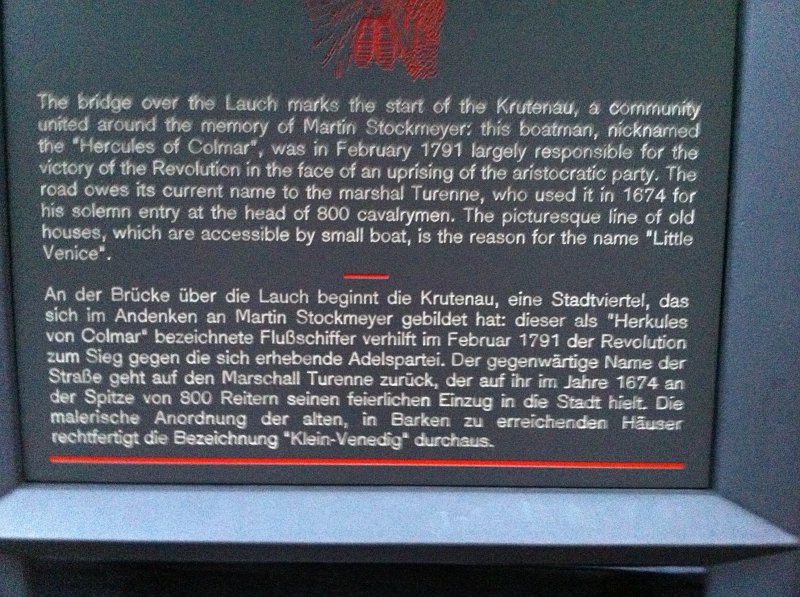 The bridge over the Lauch marks the start of the Krutenau, a community
united around the memory of Martin Stockmeyer: this boatman, nicknamed
the "Hercules of Colmar", was in February 1791 largely responsible for the
victory of the Revolution in the face of an uprising of the aristocratic party. The
road owes its current name to the marshal Turenne, who used it in 1674 for
his solemn entry at the head of 800 cavalrymen. The picturesque line of old
houses, which are accessible by small boat, is the reason for the name "Little
Venice".
An der Brücke über die Lauch beginnt die Krutenau, eine Stadtviertel, das
sich im Andenken an Martin Stockmeyer gebildet hat: dieser als "Herkules
von Colmar" bezeichnete Flußschiffer verhilft im Februar 1791 der Revolution
zum Sieg gegen die sich erhebende Adelspartei. Der gegenwärtige Name der
Straße geht auf den Marschall Turenne zurück, der auf ihr im Jahre 1674 an
der Spitze von 800 Reitern seinen feierlichen Einzug in die Stadt hielt. Die
malerische Anordnung der alten, in Barken zu erreichenden Häuser
rechtfertigt die Bezeichnung "Klein-Venedig" durchaus.